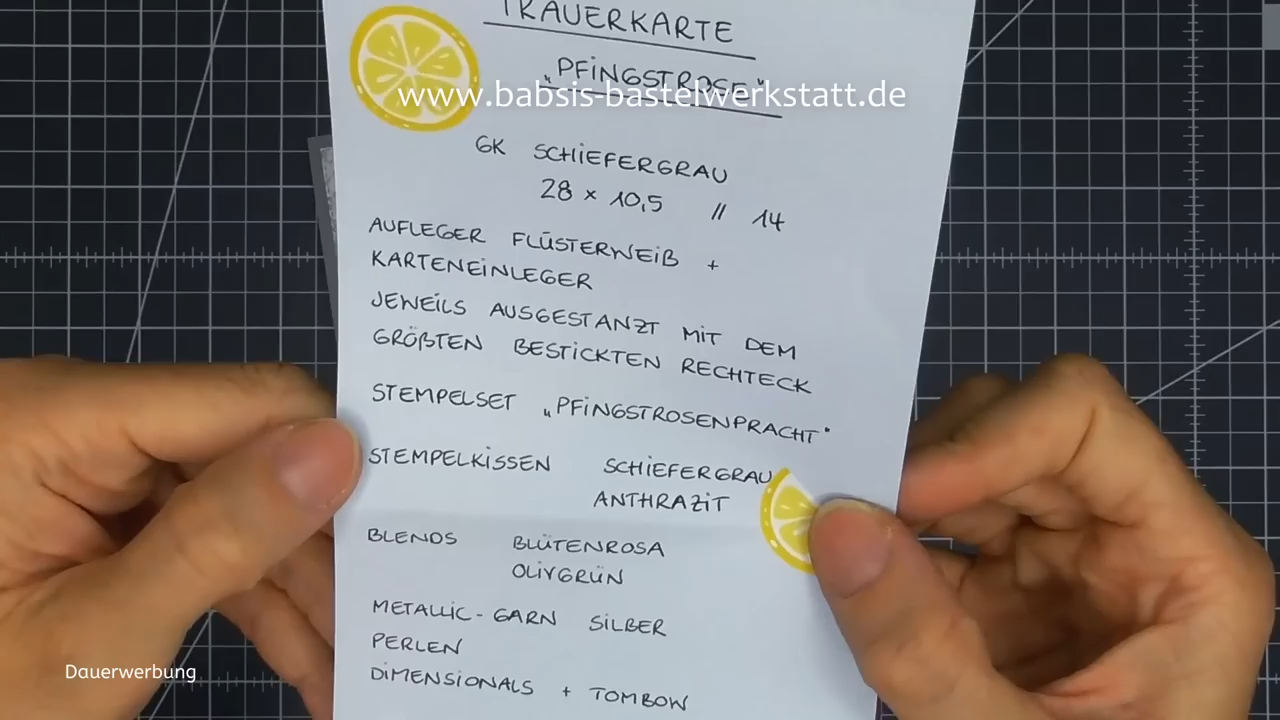 TRAUERKARTE
„PFINGSTROSE"
www.babsis-bastelwerkstatt.de
GK SCHIEFERGRAU
28 x 10,5 // 14
AUFLEGER FLÜSTERWEIß +
KARTENEINLEGER
JEWEILS AUSGESTANZT MIT DEM
GRÖßTEN BESTICKTEN RECHTECK
STEMPELSET „PFINGSTROSENPRACHT"
STEMPELKISSEN SCHIEFERGRAU
ANTHRAZIT
BLENDS BLÜTENROSA
OLIVGRÜN
METALLIC-GARN SILBER
PERLEN
DIMENSIONALS + TOMBOW
Dauerwerbung